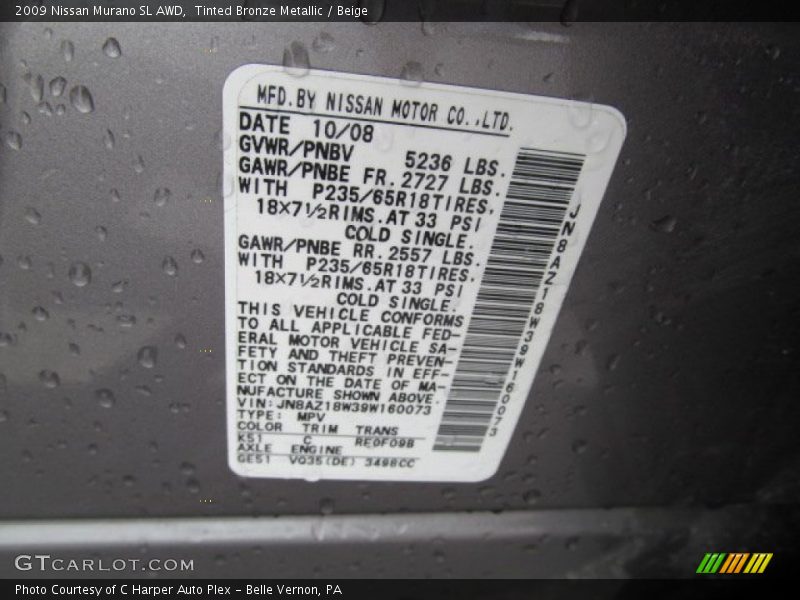 2009 Nissan Murano SL AWD,  Tinted Bronze Metallic / Beige
MFD.BY NISSAN MOTOR CO.,LTD.
DATE 10/08
GVWR/PNBV 5236 LBS.
GAWR/PNBE FR. 2727 LBS.
WITH P235/65R18TIRES.
18×7½RIMS.AT 33 PSI
COLD SINGLE.
GAWR/PNBE RR. 2557 LBS.
WITH P235/65R18TIRES.
18×7½RIMS.AT 33 PSI
COLD SINGLE.
THIS VEHICLE CONFORMS
TO ALL APPLICABLE FED-
ERAL MOTOR VEHICLE SA-
FETY AND THEFT PREVEN-
TION STANDARDS IN EFF-
ECT ON THE DATE OF MA-
NUFACTURE SHOWN ABOVE.
VIN: JN8AZ18W39W160073
TYPE: MPV
COLOR TRIM TRANS
K51 C RE0F09B
AXLE ENGINE
GE51 VQ35(DE) 3498CC
JN8AZ18W39W160073
GTCARLOT.COM
Photo Courtesy of C Harper Auto Plex - Belle Vernon, PA